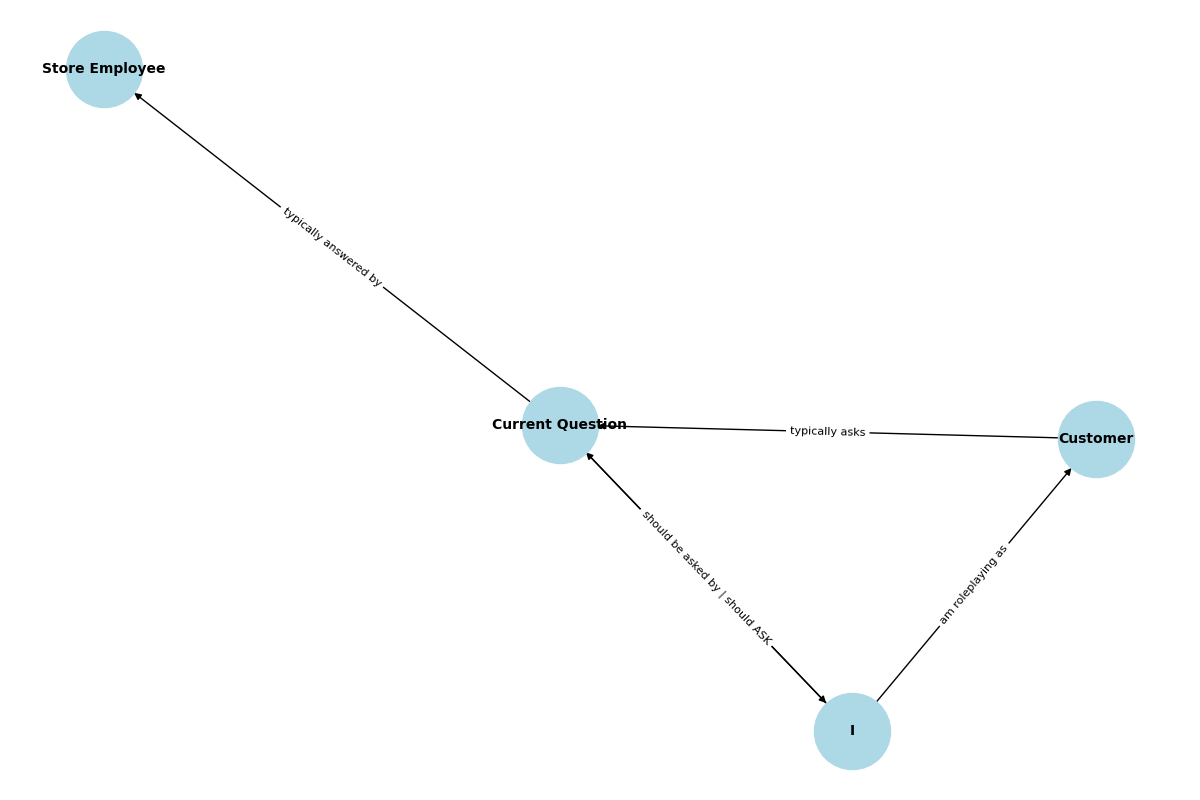 Store Employee
typically answered by
Current Question
typically asks
Customer
should be asked by | should ASK
am roleplaying as
I